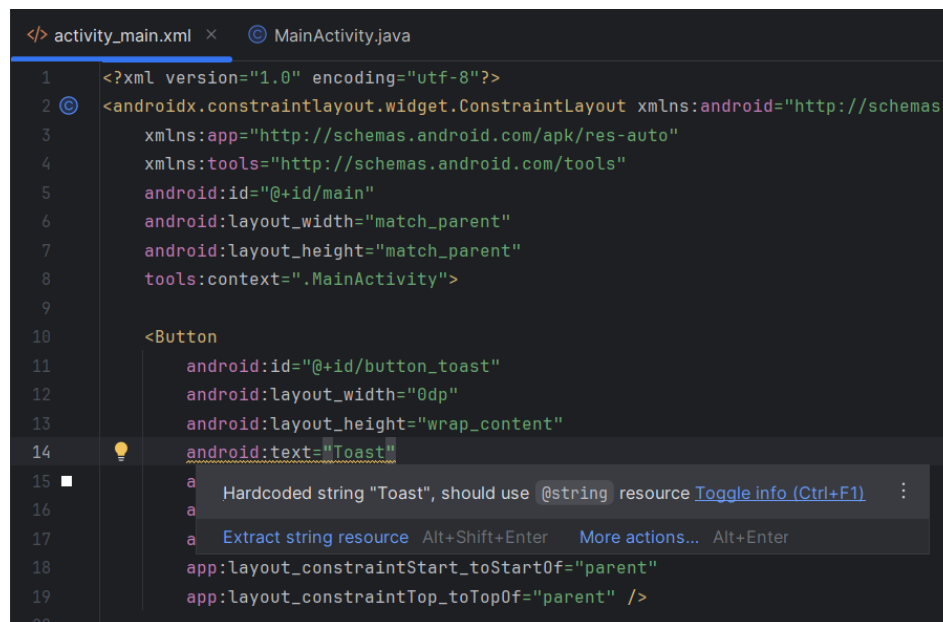 </> activity_main.xml × © MainActivity.java
1 <?xml version="1.0" encoding="utf-8"?>
2 © <androidx.constraintlayout.widget.ConstraintLayout xmlns:android="http://schemas
3 xmlns:app="http://schemas.android.com/apk/res-auto"
4 xmlns:tools="http://schemas.android.com/tools"
5 android:id="@+id/main"
6 android:layout_width="match_parent"
7 android:layout_height="match_parent"
8 tools:context=".MainActivity">
9
10 <Button
11 android:id="@+id/button_toast"
12 android:layout_width="0dp"
13 android:layout_height="wrap_content"
14 android:text="Toast"
15 a
Hardcoded string "Toast", should use @string resource Toggle info (Ctrl+F1)
16 a
17 a
Extract string resource Alt+Shift+Enter More actions... Alt+Enter
18 app:layout_constraintStart_toStartOf="parent"
19 app:layout_constraintTop_toTopOf="parent" />